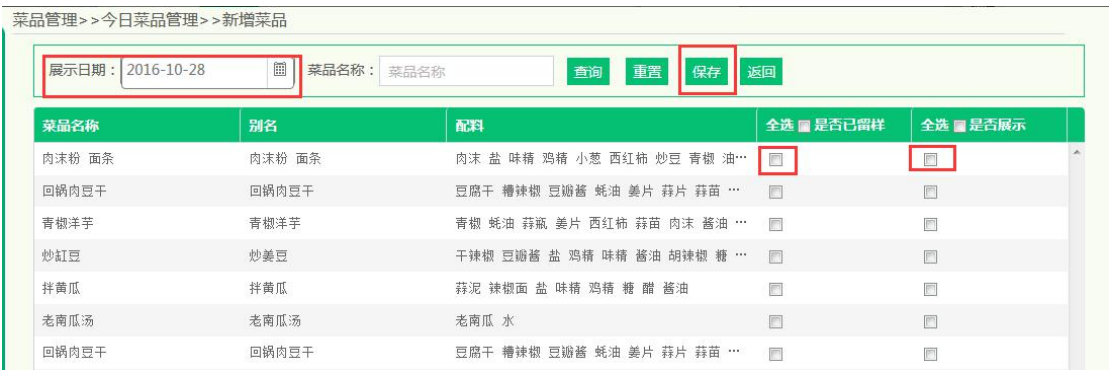 菜品管理>>今日菜品管理>>新增菜品
展示日期： 2016-10-28 菜品名称： 菜品名称 查询 重置 保存 返回
菜品名称 别名 配料 全选 是否已留样 全选 是否展示
肉沫粉 面条 肉沫粉 面条 肉沫 盐 味精 鸡精 小葱 西红柿 炒豆 青椒 油…
回锅肉豆干 回锅肉豆干 豆腐干 糟辣椒 豆瓣酱 蚝油 姜片 蒜片 蒜苗 …
青椒洋芋 青椒洋芋 青椒 蚝油 蒜瓶 姜片 西红柿 蒜苗 肉沫 酱油 …
炒缸豆 炒姜豆 干辣椒 豆瓣酱 盐 鸡精 味精 酱油 胡辣椒 糖 …
拌黄瓜 拌黄瓜 蒜泥 辣椒面 盐 味精 鸡精 糖 醋 酱油
老南瓜汤 老南瓜汤 老南瓜 水
回锅肉豆干 回锅肉豆干 豆腐干 糟辣椒 豆瓣酱 蚝油 姜片 蒜片 蒜苗 …